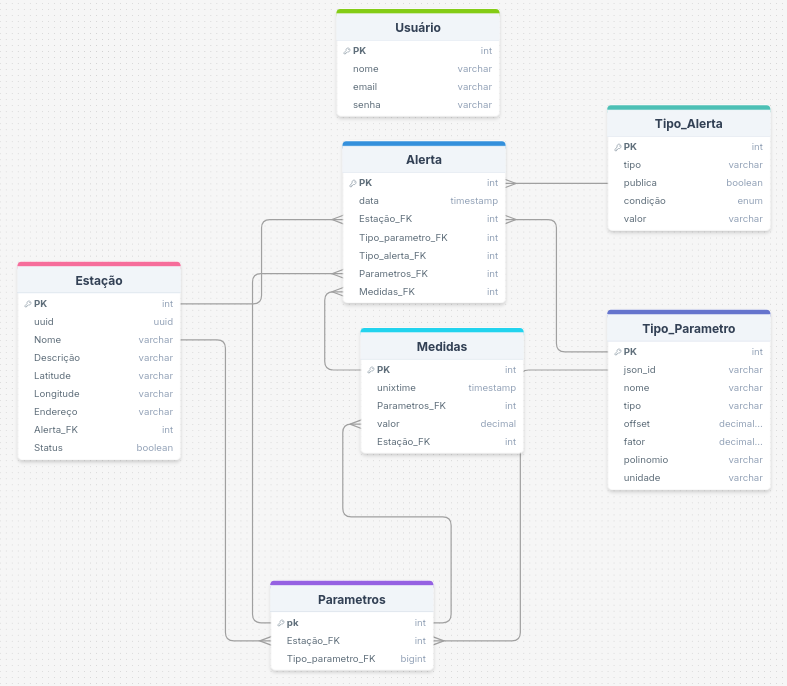 Usuário
PK int
nome varchar
email varchar
senha varchar
Tipo_Alerta
PK int
tipo varchar
publica boolean
condição enum
valor varchar
Alerta
PK int
data timestamp
Estação_FK int
Tipo_parametro_FK int
Tipo_alerta_FK int
Parametros_FK int
Medidas_FK int
Estação
PK int
uuid uuid
Nome varchar
Descrição varchar
Latitude varchar
Longitude varchar
Endereço varchar
Alerta_FK int
Status boolean
Medidas
PK int
unixtime timestamp
Parametros_FK int
valor decimal
Estação_FK int
Tipo_Parametro
PK int
json_id varchar
nome varchar
tipo varchar
offset decimal...
fator decimal...
polinomio varchar
unidade varchar
Parametros
pk int
Estação_FK int
Tipo_parametro_FK bigint